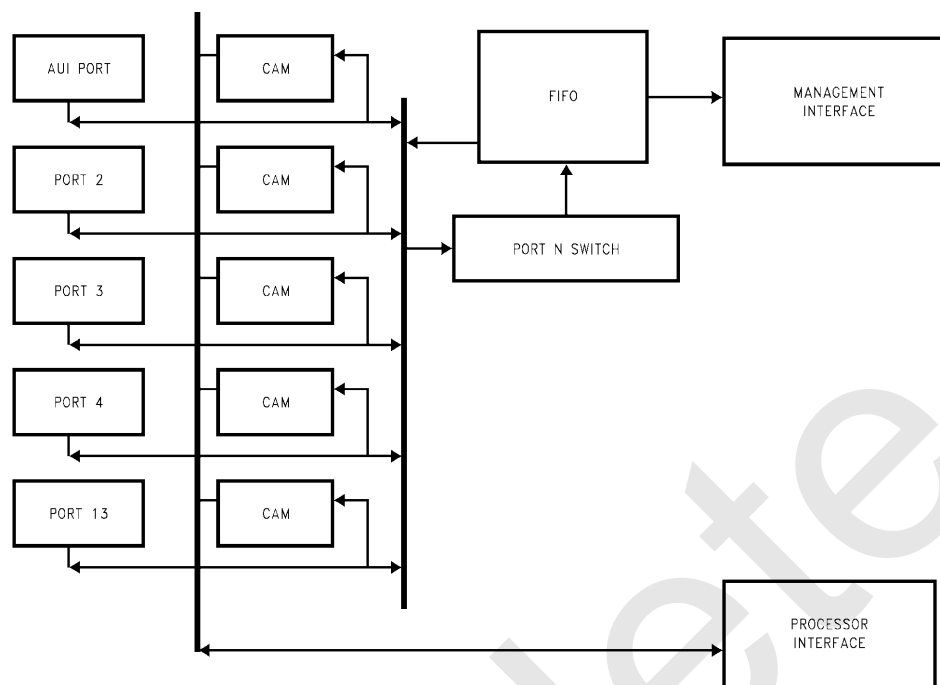 AUI PORT
CAM
FIFO
MANAGEMENT
INTERFACE
PORT 2
CAM
PORT N SWITCH
PORT 3
CAM
PORT 4
CAM
PORT 13
CAM
PROCESSOR
INTERFACE
lete